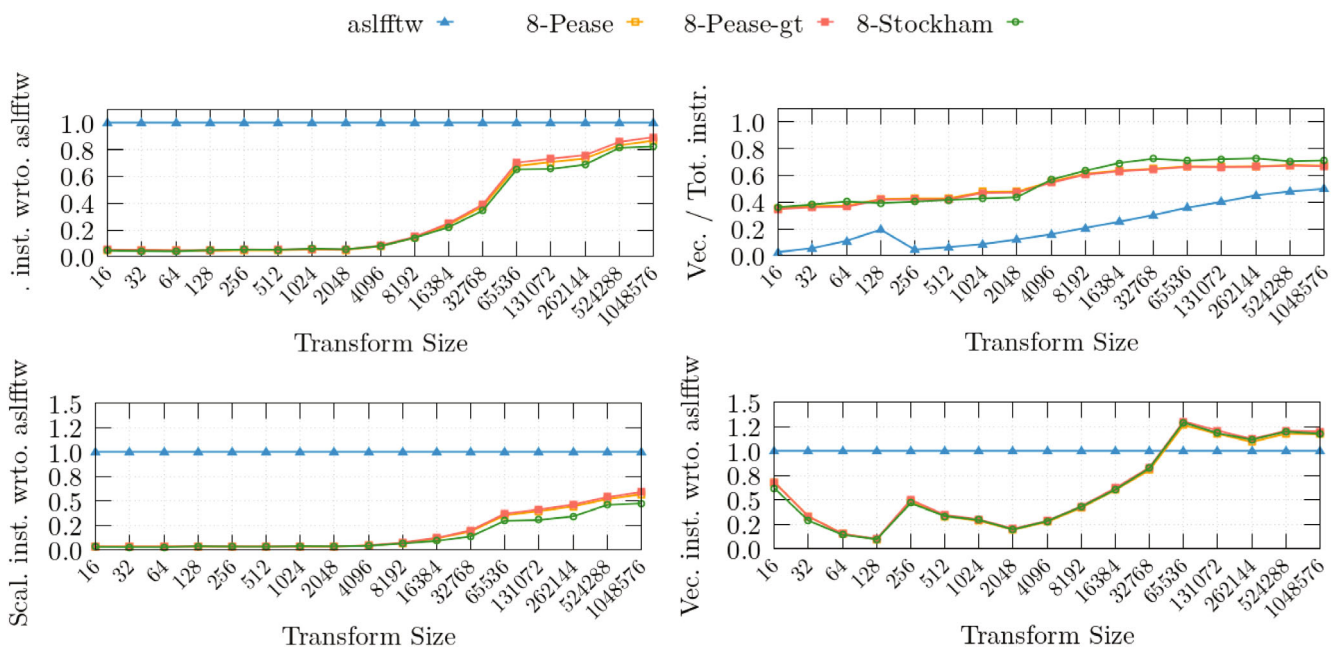 aslfftw 8-Pease 8-Pease-gt 8-Stockham
. inst. wrto. aslfftw
1.0
0.8
0.6
0.4
0.2
0.0
16 32 64 128 256 512 1024 2048 4096 8192 16384 32768 65536 131072 262144 524288 1048576
Transform Size
Vec. / Tot. instr.
1.0
0.8
0.6
0.4
0.2
0.0
16 32 64 128 256 512 1024 2048 4096 8192 16384 32768 65536 131072 262144 524288 1048576
Transform Size
Scal. inst. wrto. aslfftw
1.5
1.2
1.0
0.8
0.5
0.2
0.0
16 32 64 128 256 512 1024 2048 4096 8192 16384 32768 65536 131072 262144 524288 1048576
Transform Size
Vec. inst. wrto. aslfftw
1.5
1.2
1.0
0.8
0.5
0.2
0.0
16 32 64 128 256 512 1024 2048 4096 8192 16384 32768 65536 131072 262144 524288 1048576
Transform Size